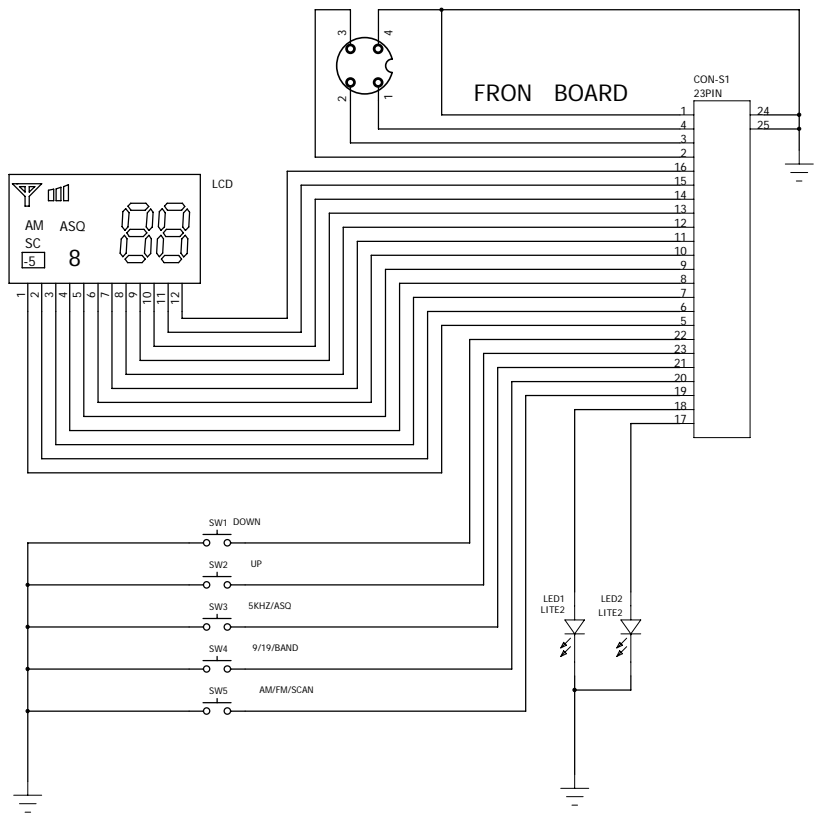 3
4
2
1
FRON BOARD
CON-S1
23PIN
1
4
3
2
16
15
14
13
12
11
10
9
8
7
6
5
22
23
21
20
19
18
17
24
25
LCD
AM ASQ
SC
-5 8
88
1 2 3 4 5 6 7 8 9 10 11 12
SW1 DOWN
SW2 UP
SW3 5KHZ/ASQ
SW4 9/19/BAND
SW5 AM/FM/SCAN
LED1
LITE2
LED2
LITE2